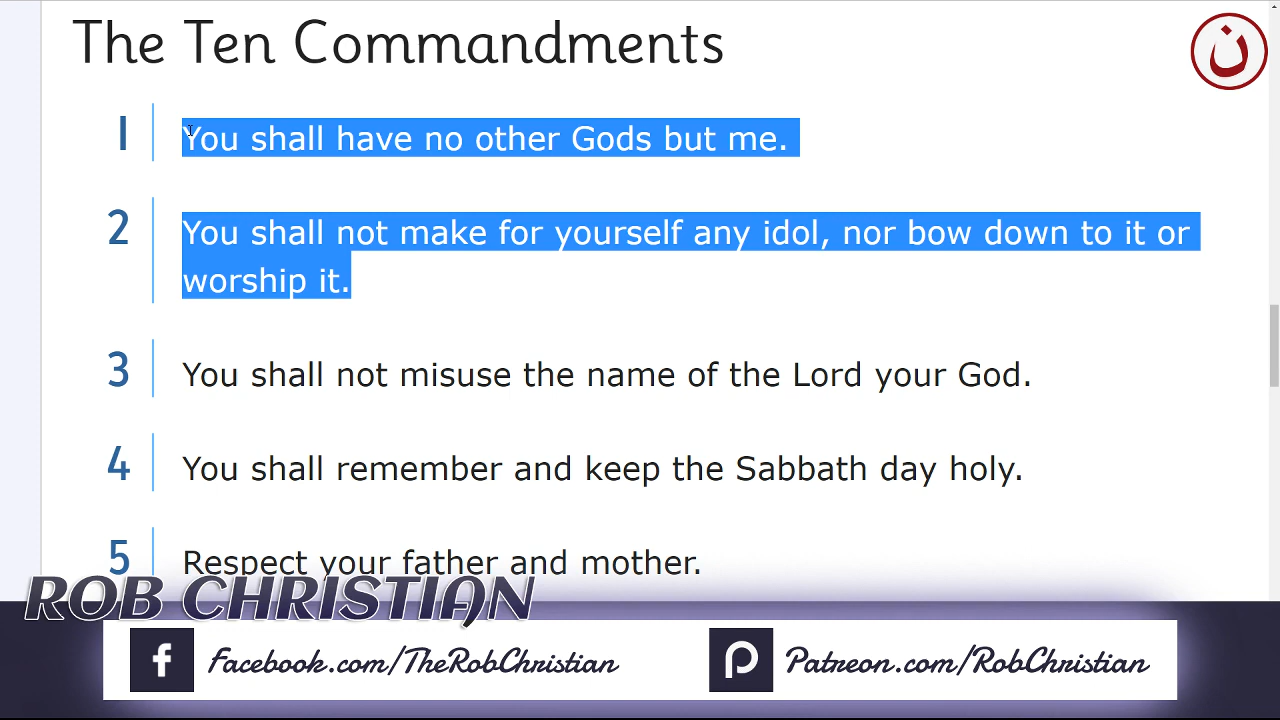 The Ten Commandments
ن
1
You shall have no other Gods but me.
2
You shall not make for yourself any idol, nor bow down to it or
worship it.
3
You shall not misuse the name of the Lord your God.
4
You shall remember and keep the Sabbath day holy.
5
Respect your father and mother.
ROB CHRISTIAN
Facebook.com/TheRobChristian
Patreon.com/RobChristian